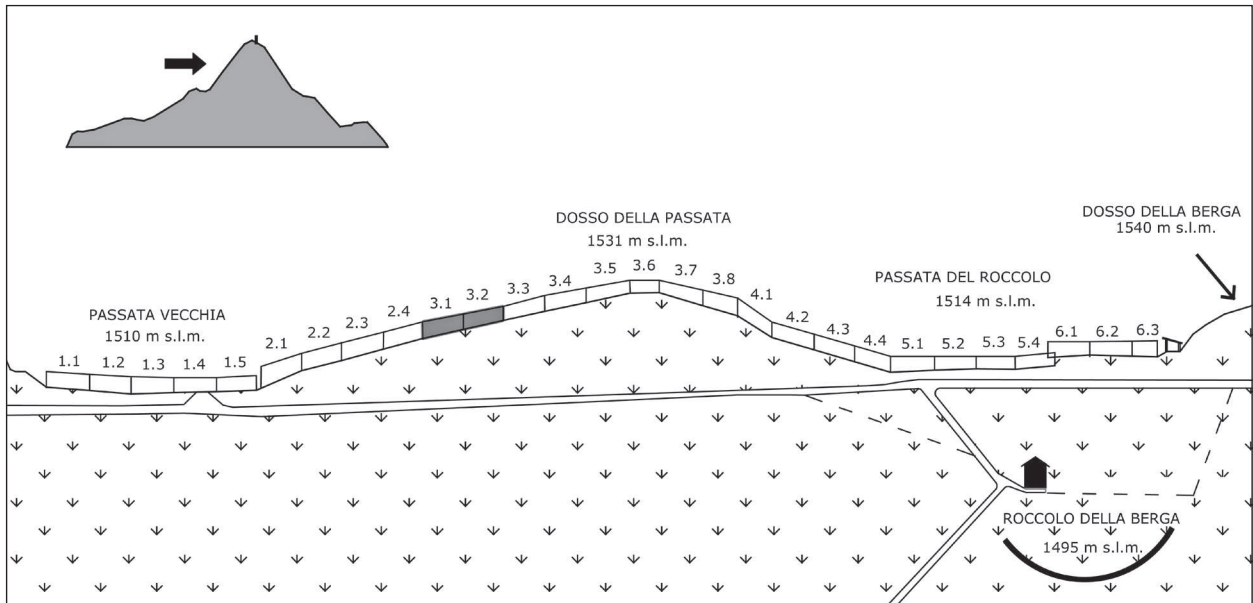 DOSSO DELLA BERGA
1540 m s.l.m.
DOSSO DELLA PASSATA
1531 m s.l.m.
PASSATA DEL ROCCOLO
1514 m s.l.m.
PASSATA VECCHIA
1510 m s.l.m.
1.1 1.2 1.3 1.4 1.5
2.1 2.2 2.3 2.4
3.1 3.2 3.3 3.4 3.5 3.6 3.7 3.8
4.1 4.2 4.3 4.4
5.1 5.2 5.3 5.4
6.1 6.2 6.3
ROCCOLO DELLA BERGA
1495 m s.l.m.